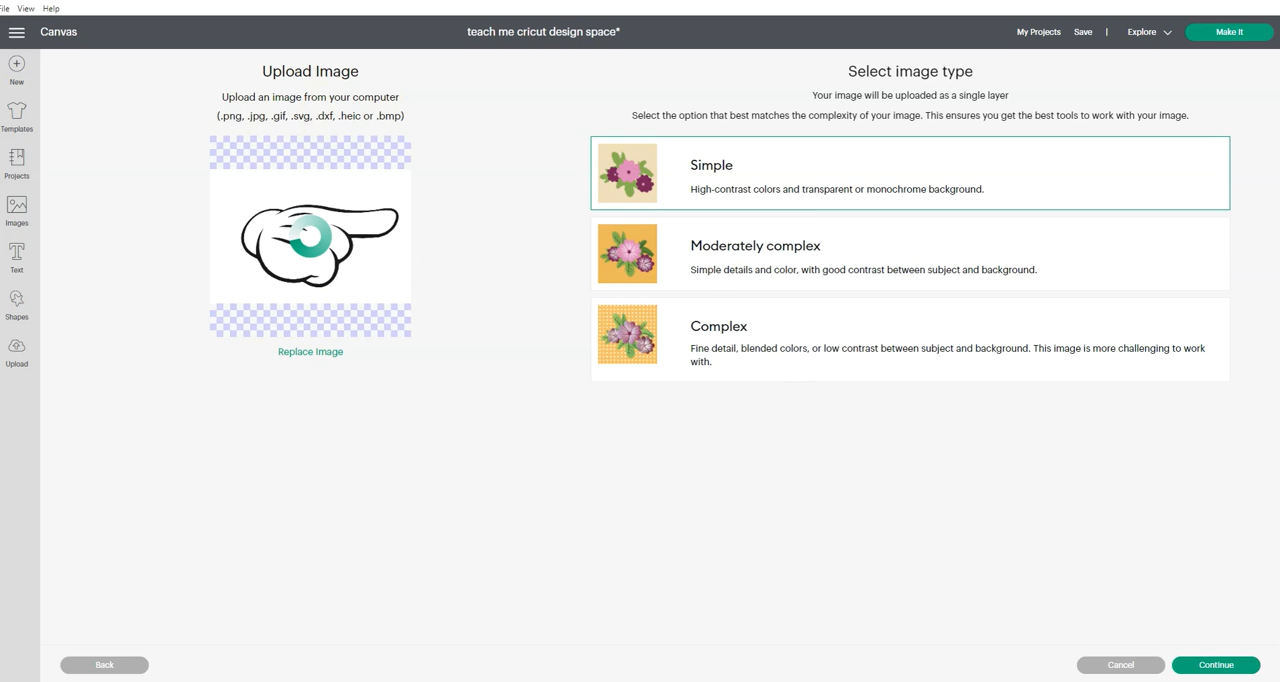 File View Help
Canvas
teach me cricut design space*
My Projects Save | Explore Make It
New
Templates
Projects
Images
Text
Shapes
Upload
Upload Image
Upload an image from your computer
(.png, .jpg, .gif, .svg, .dxf, .heic or .bmp)
Replace Image
Select image type
Your image will be uploaded as a single layer
Select the option that best matches the complexity of your image. This ensures you get the best tools to work with your image.
Simple
High-contrast colors and transparent or monochrome background.
Moderately complex
Simple details and color, with good contrast between subject and background.
Complex
Fine detail, blended colors, or low contrast between subject and background. This image is more challenging to work
with.
Back
Cancel
Continue